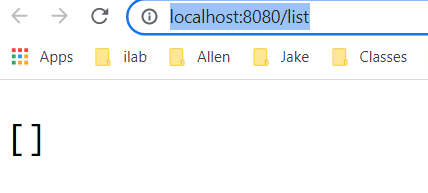 localhost:8080/list
Apps ilab Allen Jake Classes
[ ]